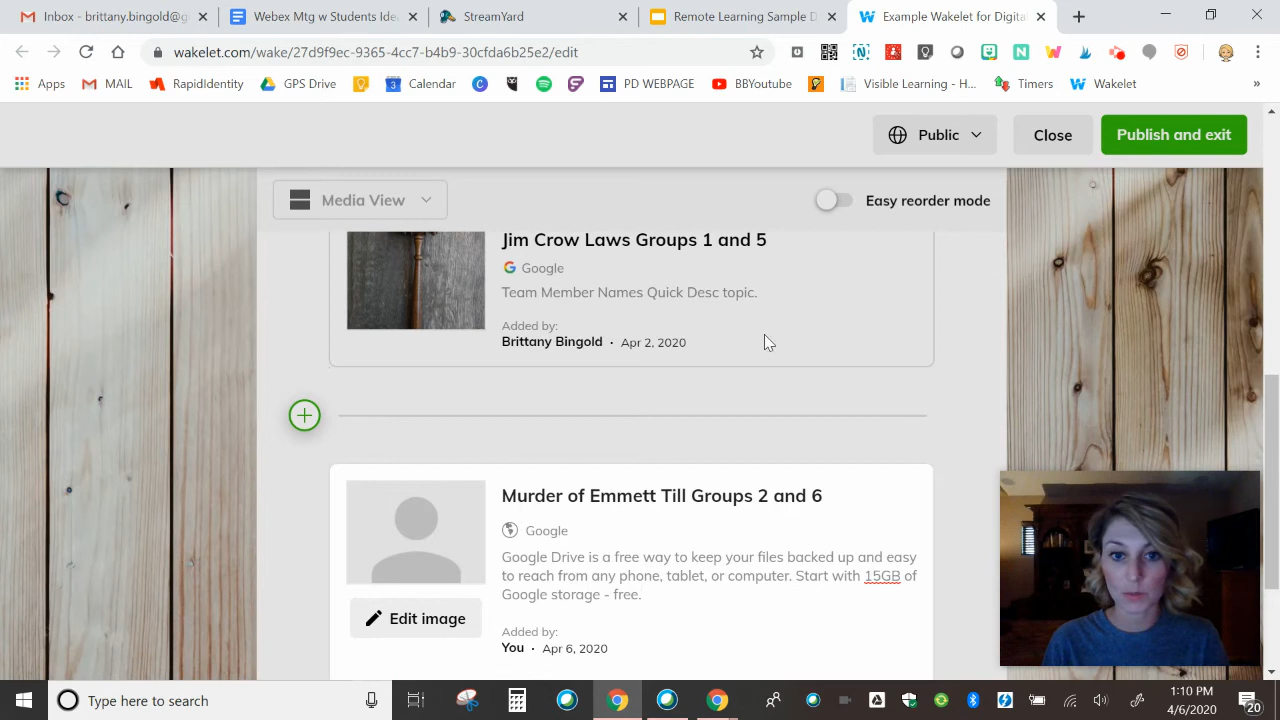 Inbox - brittany.bingold@g
Webex Mtg w Students Ide
StreamYard
Remote Learning Sample D
Example Wakelet for Digita
wakelet.com/wake/27d9f9ec-9365-4cc7-b4b9-30cfda6b25e2/edit
Apps
MAIL
RapidIdentity
GPS Drive
Calendar
PD WEBPAGE
BBYoutube
Visible Learning - H...
Timers
Wakelet
»
Public
Close
Publish and exit
Media View
Easy reorder mode
Jim Crow Laws Groups 1 and 5
Google
Team Member Names Quick Desc topic.
Added by:
Brittany Bingold · Apr 2, 2020
Murder of Emmett Till Groups 2 and 6
Google
Google Drive is a free way to keep your files backed up and easy
to reach from any phone, tablet, or computer. Start with 15GB of
Google storage - free.
Edit image
Added by:
You · Apr 6, 2020
Type here to search
1:10 PM
4/6/2020
20